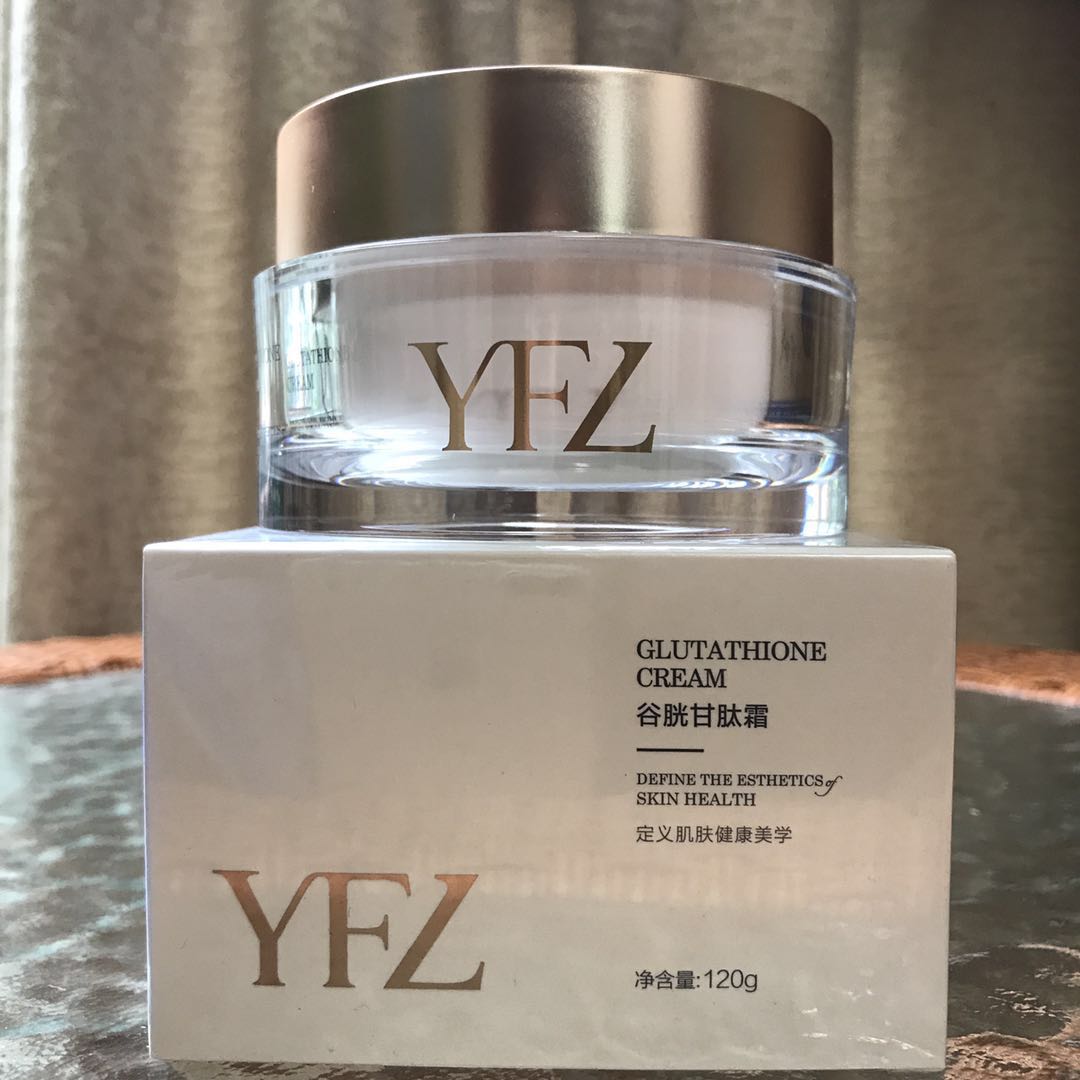 YFZ
GLUTATHIONE
CREAM
谷胱甘肽霜
DEFINE THE ESTHETICS of
SKIN HEALTH
定义肌肤健康美学
YFZ
净含量:120g